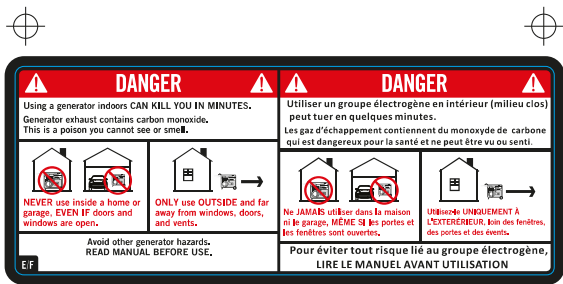 DANGER
Using a generator indoors CAN KILL YOU IN MINUTES.
Generator exhaust contains carbon monoxide.
This is a poison you cannot see or smell.
NEVER use inside a home or
garage, EVEN IF doors and
windows are open.
ONLY use OUTSIDE and far
away from windows, doors,
and vents.
Avoid other generator hazards.
READ MANUAL BEFORE USE.
E/F
DANGER
Utiliser un groupe électrogène en intérieur (milieu clos)
peut tuer en quelques minutes.
Les gaz d'échappement contiennent du monoxyde de carbone
qui est dangereux pour la santé et ne peut être vu ou senti.
Ne JAMAIS utiliser dans la maison
ni le garage, MÊME SI les portes et
les fenêtres sont ouvertes.
Utilisez-le UNIQUEMENT À
L'EXTERÉRIEUR, loin des fenêtres,
des portes et des évents.
Pour éviter tout risque lié au groupe électrogène,
LIRE LE MANUEL AVANT UTILISATION